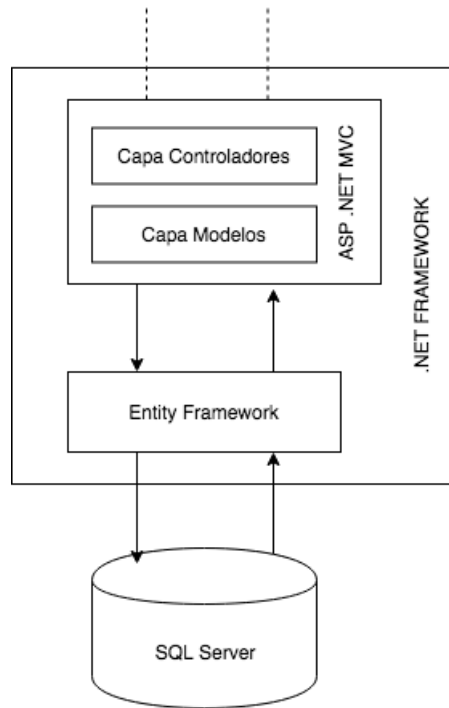 Capa Controladores
Capa Modelos
ASP .NET MVC
.NET FRAMEWORK
Entity Framework
SQL Server